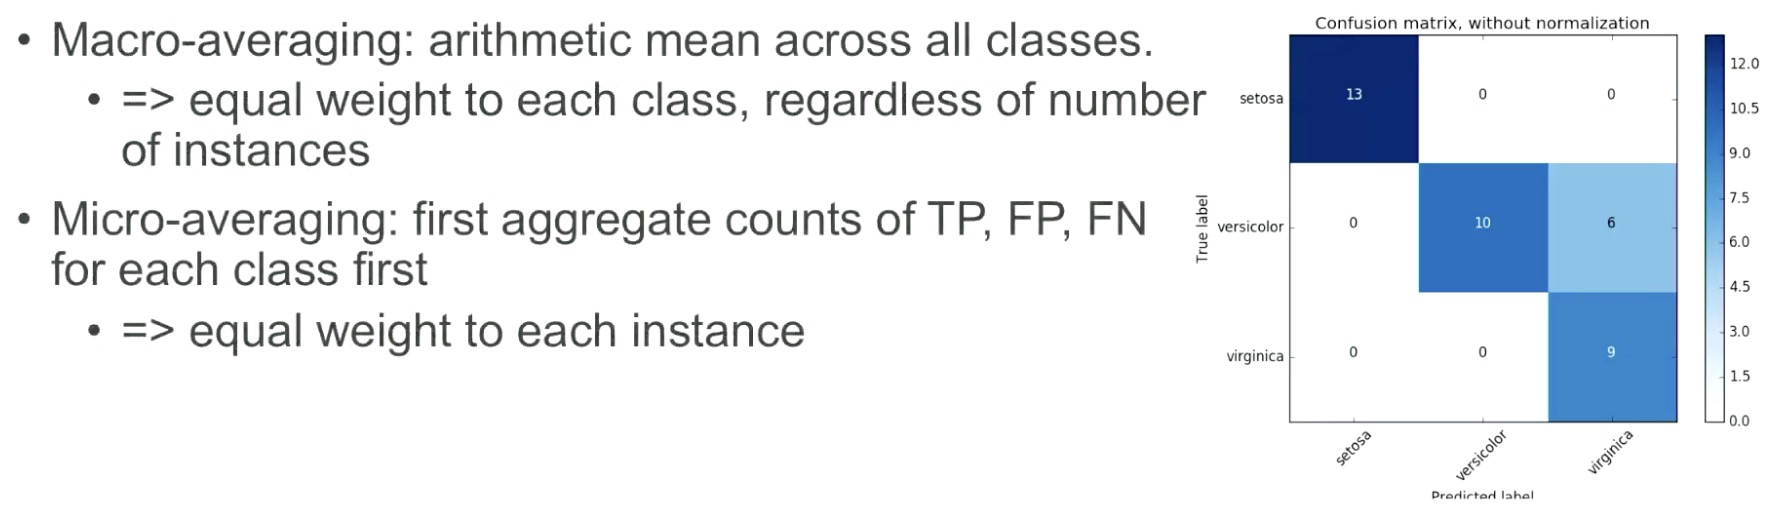 • Macro-averaging: arithmetic mean across all classes.
• => equal weight to each class, regardless of number
of instances
• Micro-averaging: first aggregate counts of TP, FP, FN
for each class first
• => equal weight to each instance
Confusion matrix, without normalization
True label
setosa
versicolor
virginica
13 0 0
0 10 6
0 0 9
setosa
versicolor
virginica
Predicted label
12.0
10.5
9.0
7.5
6.0
4.5
3.0
1.5
0.0